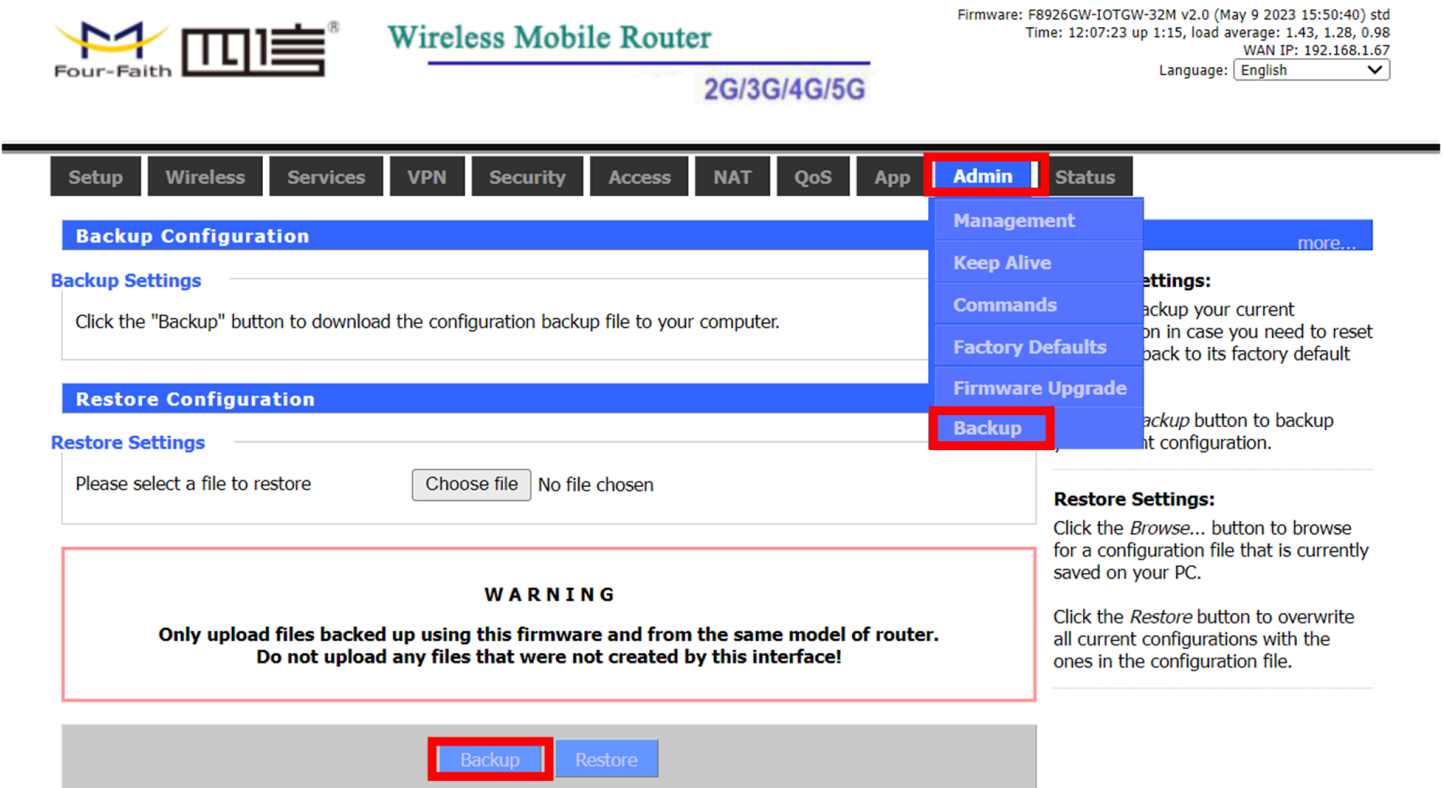 Four-Faith
四信®
Wireless Mobile Router
2G/3G/4G/5G
Firmware: F8926GW-IOTGW-32M v2.0 (May 9 2023 15:50:40) std
Time: 12:07:23 up 1:15, load average: 1.43, 1.28, 0.98
WAN IP: 192.168.1.67
Language: English
Setup Wireless Services VPN Security Access NAT QoS App Admin Status
Management
Keep Alive
Commands
Factory Defaults
Firmware Upgrade
Backup
Backup Configuration
more...
Backup Settings
Click the "Backup" button to download the configuration backup file to your computer.
Restore Configuration
Restore Settings
Please select a file to restore Choose file No file chosen
WARNING
Only upload files backed up using this firmware and from the same model of router.
Do not upload any files that were not created by this interface!
Backup Restore
ettings:
ackup your current
on in case you need to reset
back to its factory default
ackup button to backup
nt configuration.
Restore Settings:
Click the Browse... button to browse
for a configuration file that is currently
saved on your PC.
Click the Restore button to overwrite
all current configurations with the
ones in the configuration file.